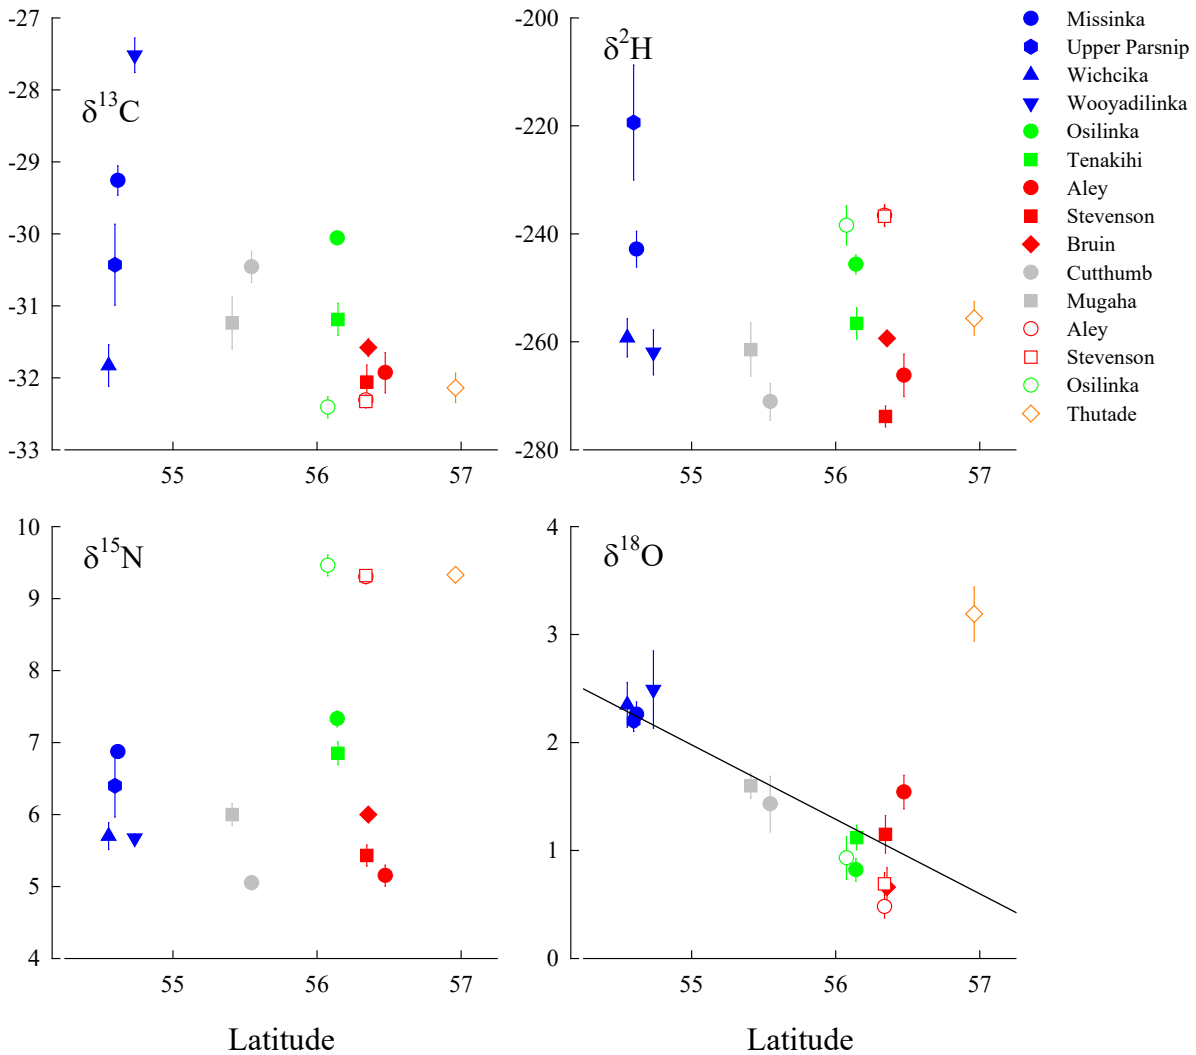 -27
-28
-29
-30
-31
-32
-33
δ¹³C
55
56
57
-200
-220
-240
-260
-280
δ²H
55
56
57
Missinka
Upper Parsnip
Wichcika
Wooyadilinka
Osilinka
Tenakihi
Aley
Stevenson
Bruin
Cutthumb
Mugaha
Aley
Stevenson
Osilinka
Thutade
10
9
8
7
6
5
4
δ¹⁵N
55
56
57
Latitude
4
3
2
1
0
δ¹⁸O
55
56
57
Latitude